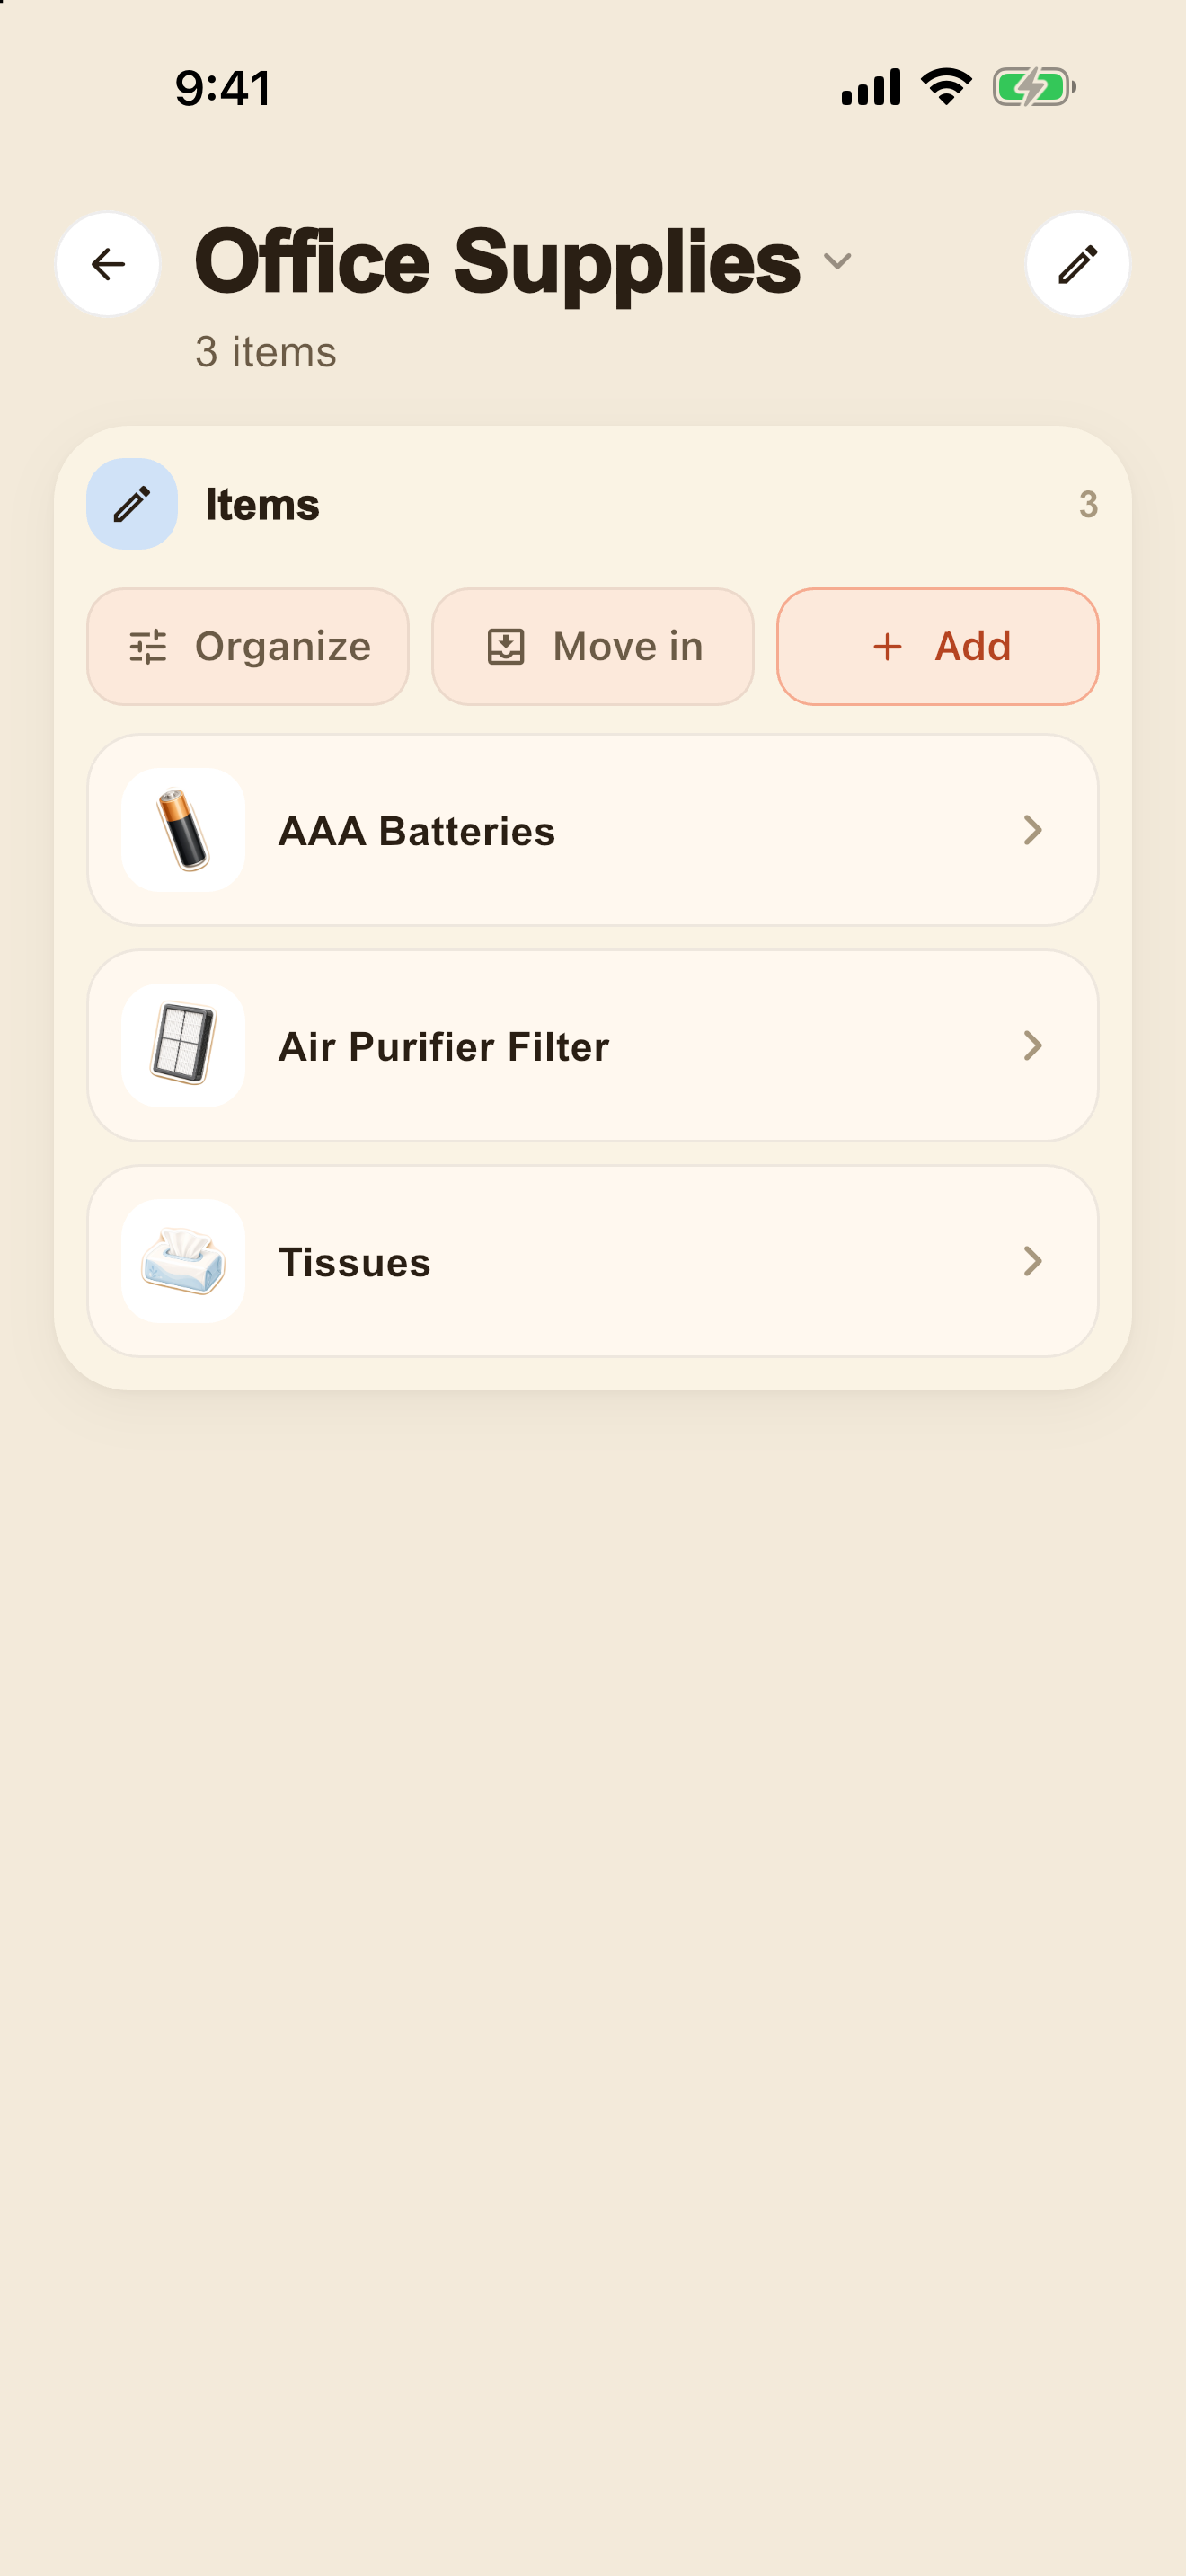 9:41
Office Supplies
3 items
Items
3
Organize
Move in
Add
AAA Batteries
Air Purifier Filter
Tissues